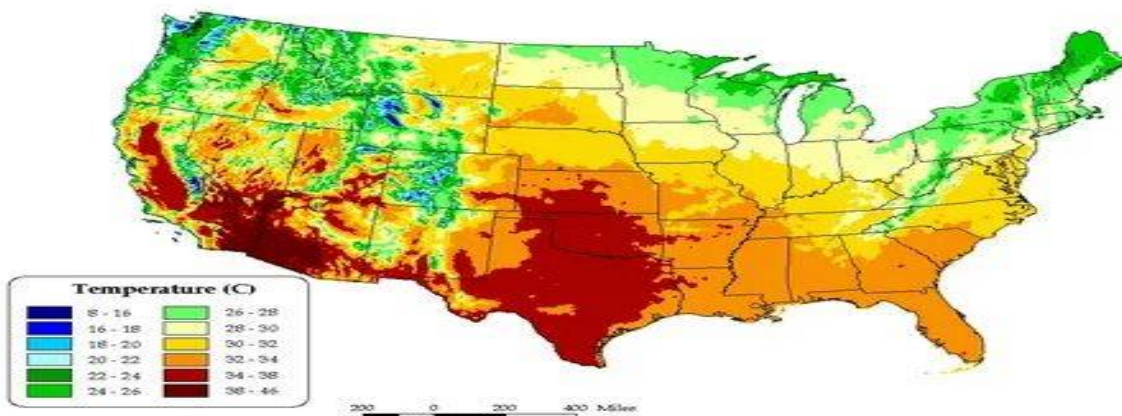 Temperature (C)
8 - 16
16 - 18
18 - 20
20 - 22
22 - 24
24 - 26
26 - 28
28 - 30
30 - 32
32 - 34
34 - 38
38 - 46
200 0 200 400 Miles